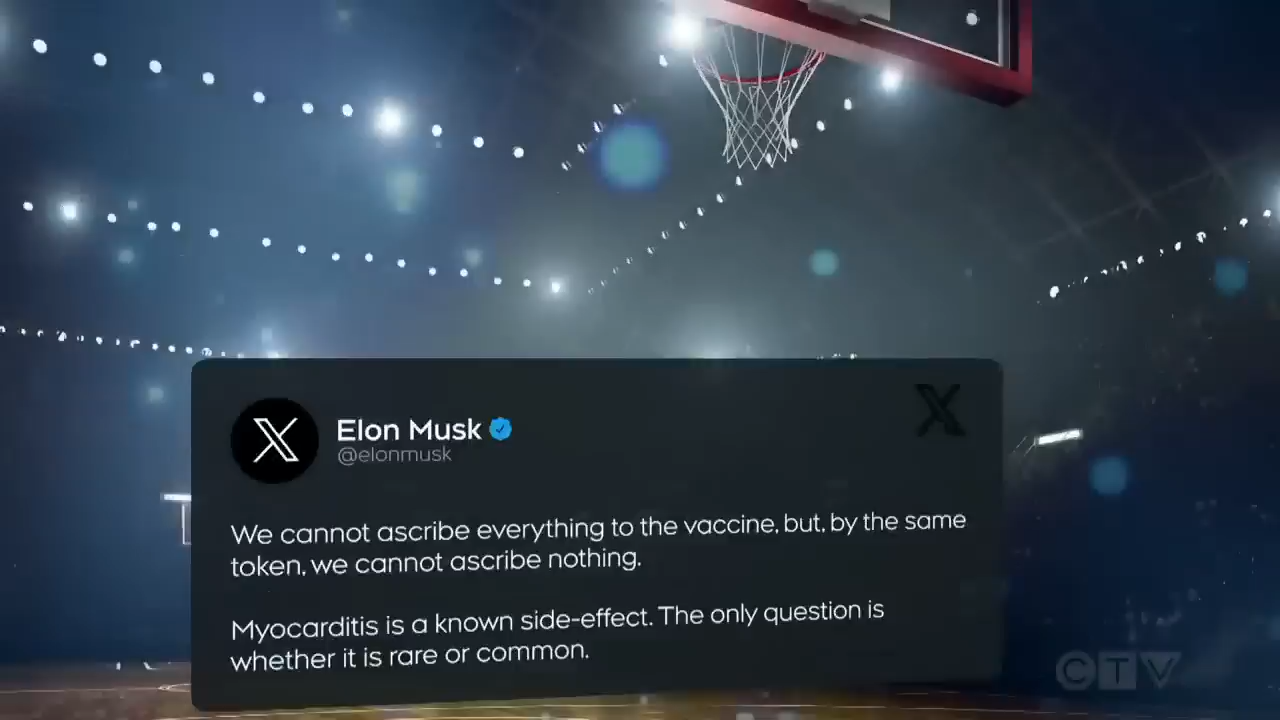 Elon Musk
@elonmusk
We cannot ascribe everything to the vaccine, but, by the same
token, we cannot ascribe nothing.
Myocarditis is a known side-effect. The only question is
whether it is rare or common.
CTV